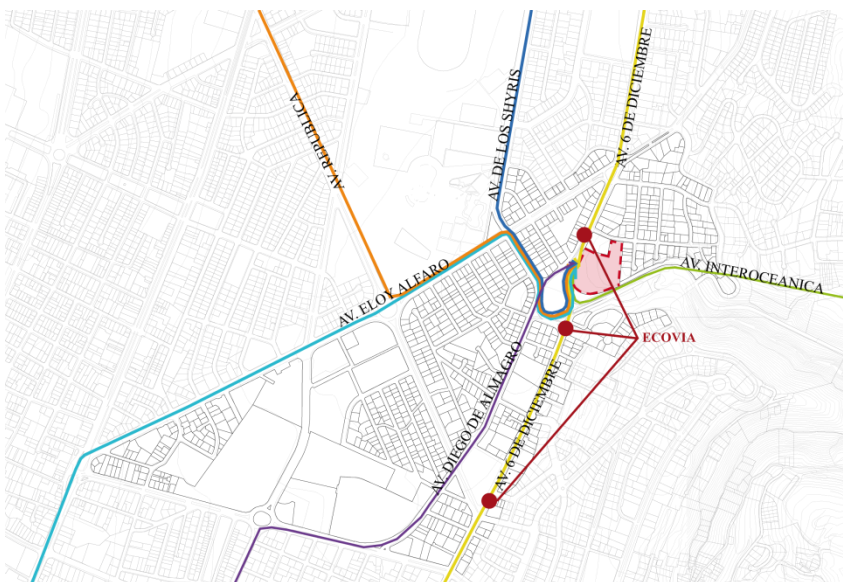 AV. REPUBLICA
AV. DE LOS SHYRIS
AV. 6 DE DICIEMBRE
AV. INTEROCEANICA
AV. ELOY ALFARO
ECOVIA
AV. DIEGO DE ALMAGRO
AV. 6 DE DICIEMBRE